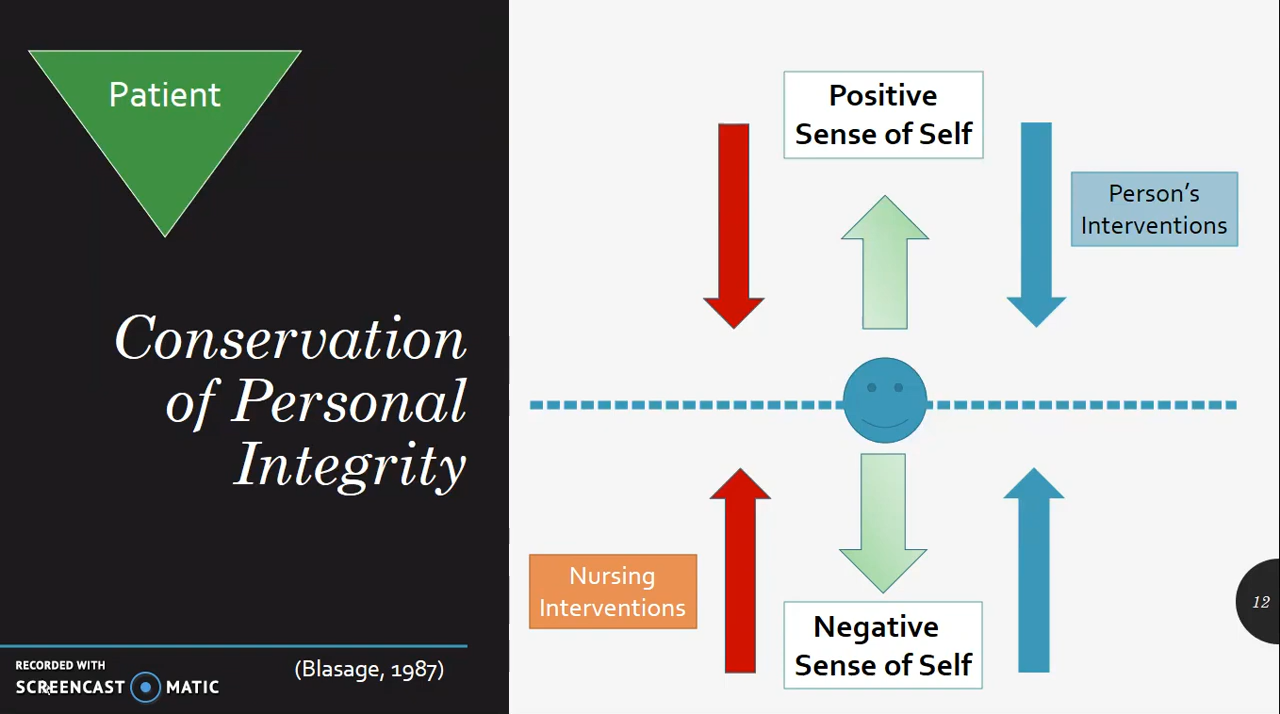 Patient
Conservation
of Personal
Integrity
(Blasage, 1987)
RECORDED WITH
SCREENCAST MATIC
Positive
Sense of Self
Person's
Interventions
Nursing
Interventions
Negative
Sense of Self
12